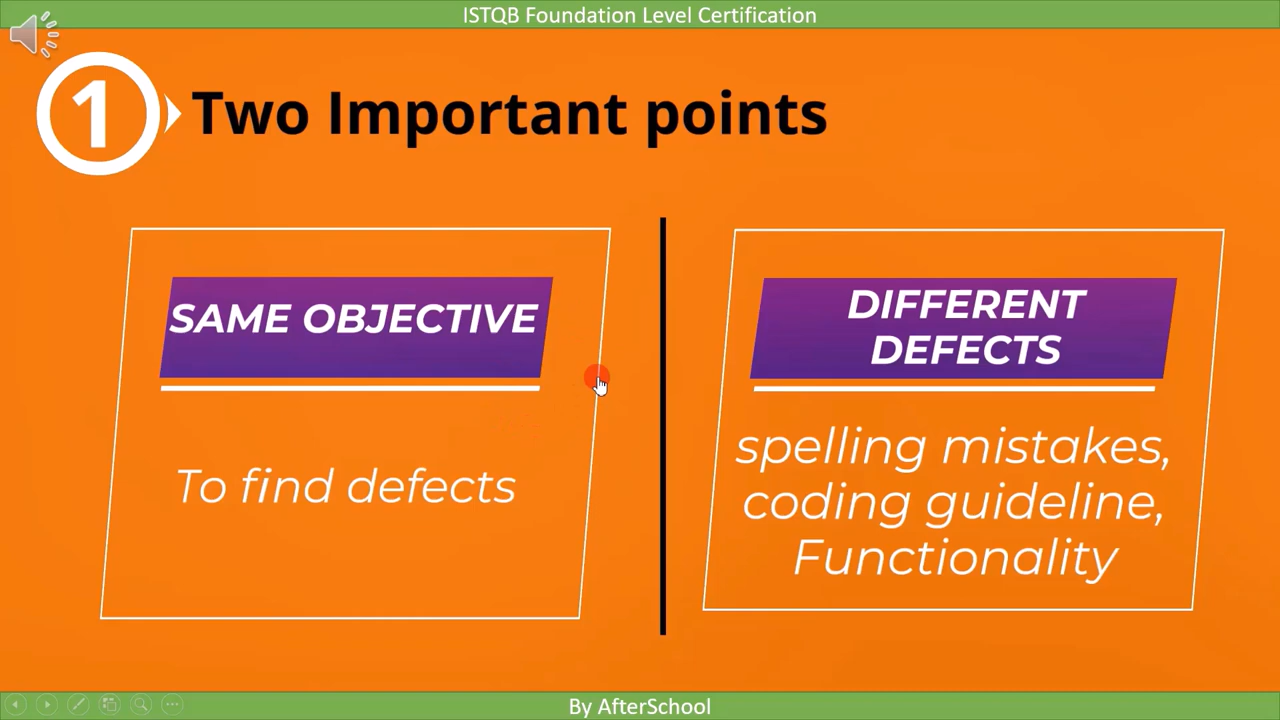 ISTQB Foundation Level Certification
1
Two Important points
SAME OBJECTIVE
To find defects
DIFFERENT
DEFECTS
spelling mistakes,
coding guideline,
Functionality
By AfterSchool